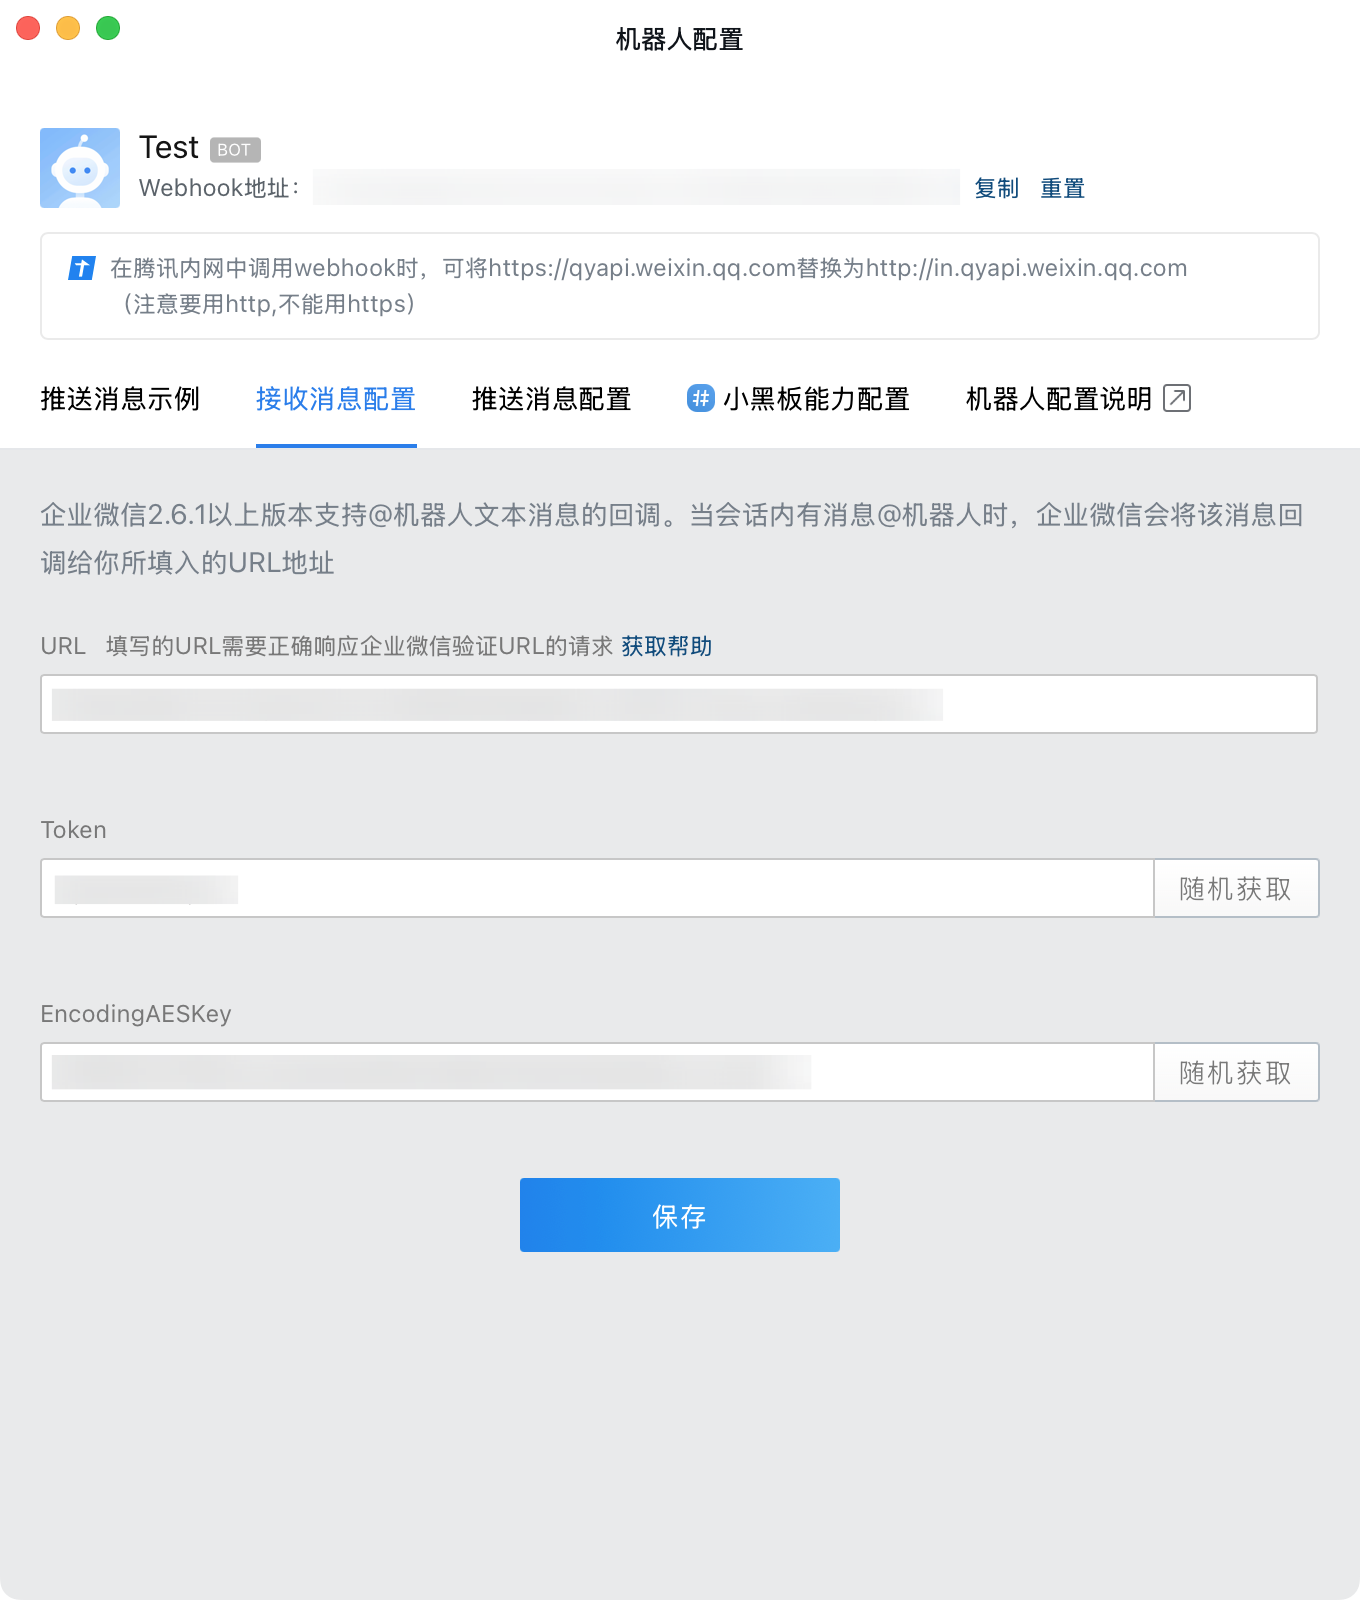 机器人配置
Test BOT
Webhook地址： 复制 重置
在腾讯内网中调用webhook时，可将https://qyapi.weixin.qq.com替换为http://in.qyapi.weixin.qq.com
（注意要用http,不能用https）
推送消息示例 接收消息配置 推送消息配置 # 小黑板能力配置 机器人配置说明
企业微信2.6.1以上版本支持@机器人文本消息的回调。当会话内有消息@机器人时，企业微信会将该消息回
调给你所填入的URL地址
URL 填写的URL需要正确响应企业微信验证URL的请求 获取帮助
Token
随机获取
EncodingAESKey
随机获取
保存